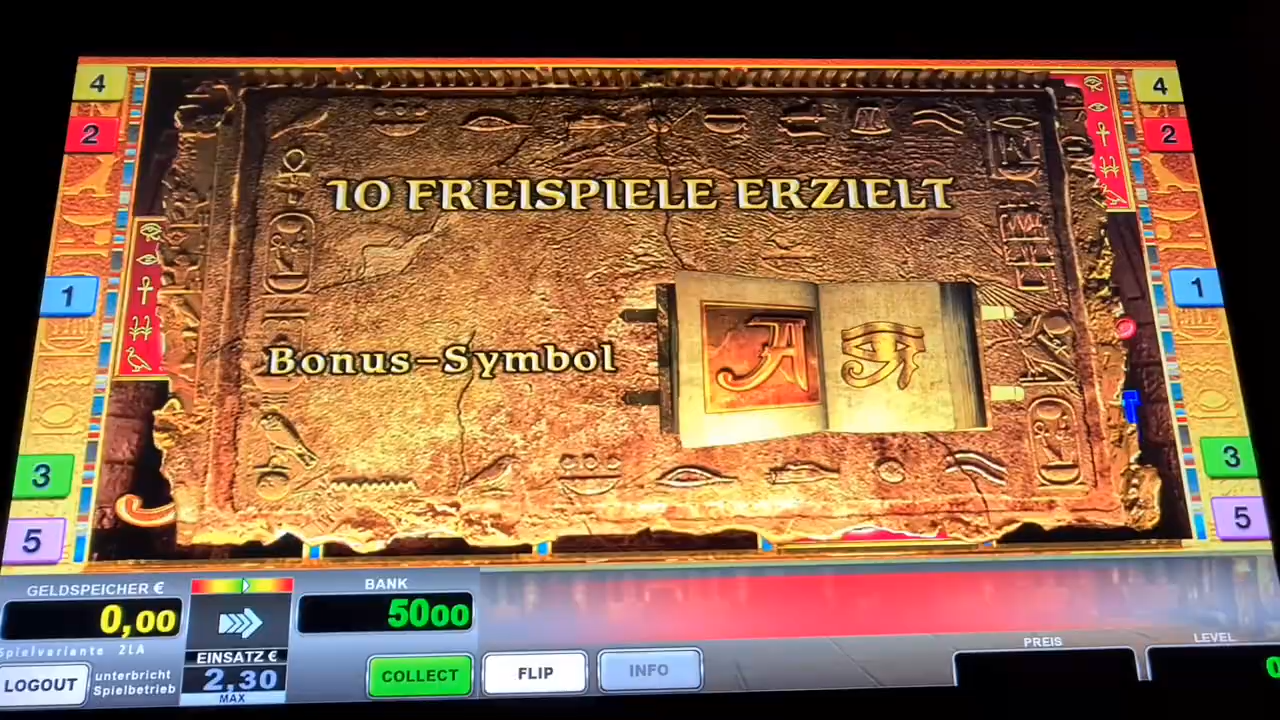 4
4
2
2
10 FREISPIELE ERZIELT
1
1
Bonus-Symbol
A
3
3
5
5
GELDSPEICHER €
BANK
0,00
5000
Spielvariante 2LA
EINSATZ €
2,30
MAX
LOGOUT
unterbricht
Spielbetrieb
COLLECT
FLIP
INFO
PREIS
LEVEL
0